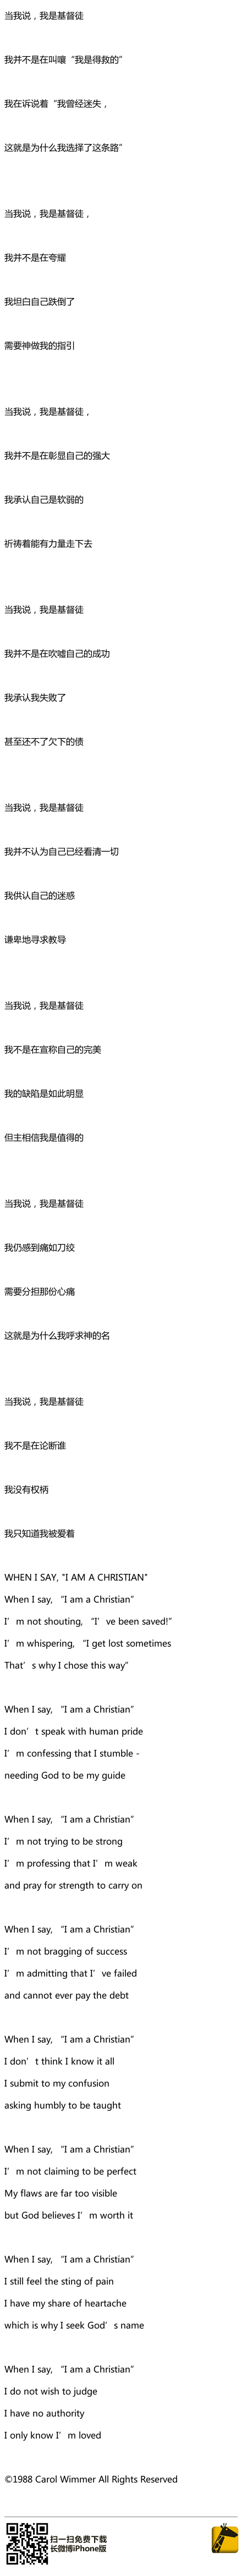 当我说，我是基督徒
我并不是在叫嚷“我是得救的”
我在诉说着“我曾经迷失，
这就是为什么我选择了这条路”
当我说，我是基督徒，
我并不是在夸耀
我坦白自己跌倒了
需要神做我的指引
当我说，我是基督徒，
我并不是在彰显自己的强大
我承认自己是软弱的
祈祷着能有力量走下去
当我说，我是基督徒
我并不是在吹嘘自己的成功
我承认我失败了
甚至还不了欠下的债
当我说，我是基督徒
我并不认为自己已经看清一切
我供认自己的迷惑
谦卑地寻求教导
当我说，我是基督徒
我不是在宣称自己的完美
我的缺陷是如此明显
但主相信我是值得的
当我说，我是基督徒
我仍感到痛如刀绞
需要分担那份心痛
这就是为什么我呼求神的名
当我说，我是基督徒
我不是在论断谁
我没有权柄
我只知道我被爱着
WHEN I SAY, "I AM A CHRISTIAN"
When I say, “I am a Christian”
I’m not shouting, “I’ve been saved!”
I’m whispering, “I get lost sometimes
That’s why I chose this way”
When I say, “I am a Christian”
I don’t speak with human pride
I’m confessing that I stumble -
needing God to be my guide
When I say, “I am a Christian”
I’m not trying to be strong
I’m professing that I’m weak
and pray for strength to carry on
When I say, “I am a Christian”
I’m not bragging of success
I’m admitting that I’ve failed
and cannot ever pay the debt
When I say, “I am a Christian”
I don’t think I know it all
I submit to my confusion
asking humbly to be taught
When I say, “I am a Christian”
I’m not claiming to be perfect
My flaws are far too visible
but God believes I’m worth it
When I say, “I am a Christian”
I still feel the sting of pain
I have my share of heartache
which is why I seek God’s name
When I say, “I am a Christian”
I do not wish to judge
I have no authority
I only know I’m loved
©1988 Carol Wimmer All Rights Reserved
扫一扫免费下载
长微博iPhone版